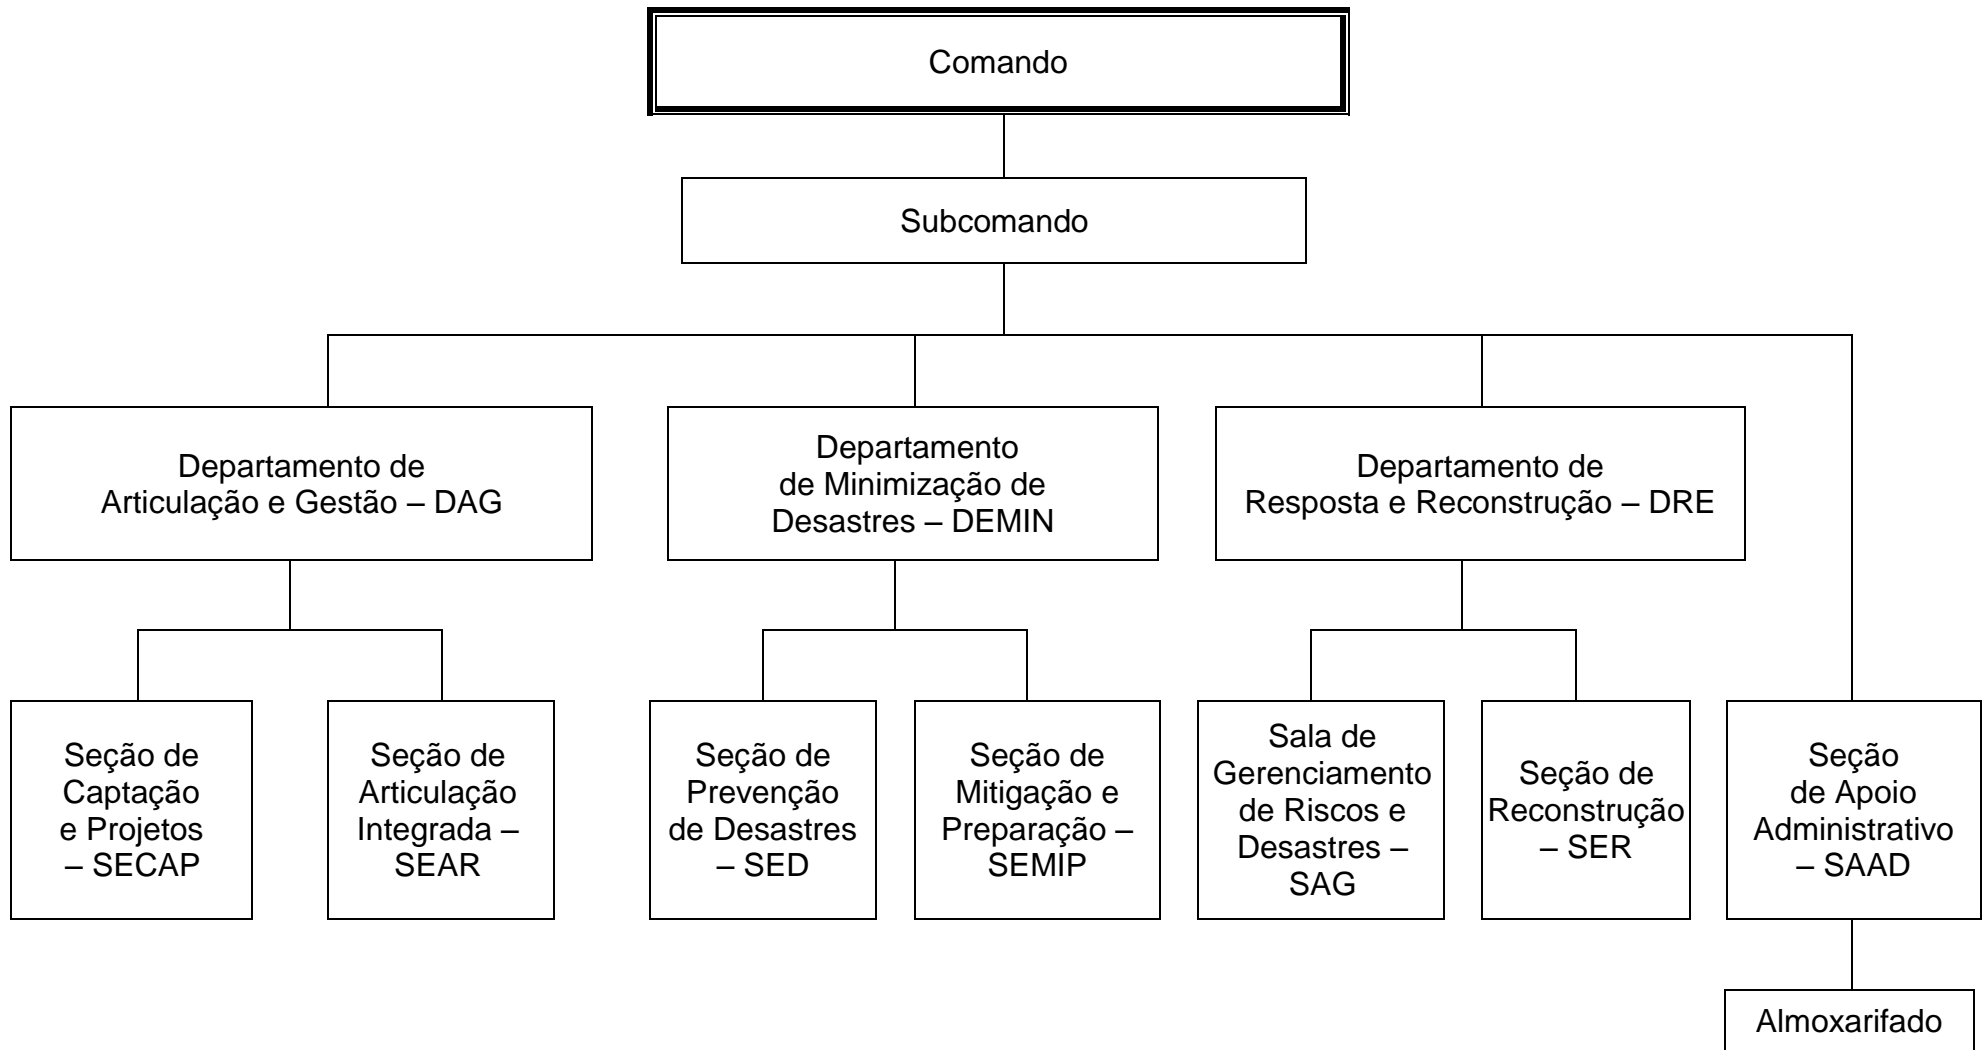 Comando
Subcomando
Departamento de
Articulação e Gestão – DAG
Departamento
de Minimização de
Desastres – DEMIN
Departamento de
Resposta e Reconstrução – DRE
Seção de
Captação
e Projetos
– SECAP
Seção de
Articulação
Integrada –
SEAR
Seção de
Prevenção
de Desastres
– SED
Seção de
Mitigação e
Preparação –
SEMIP
Sala de
Gerenciamento
de Riscos e
Desastres –
SAG
Seção de
Reconstrução
– SER
Seção
de Apoio
Administrativo
– SAAD
Almoxarifado